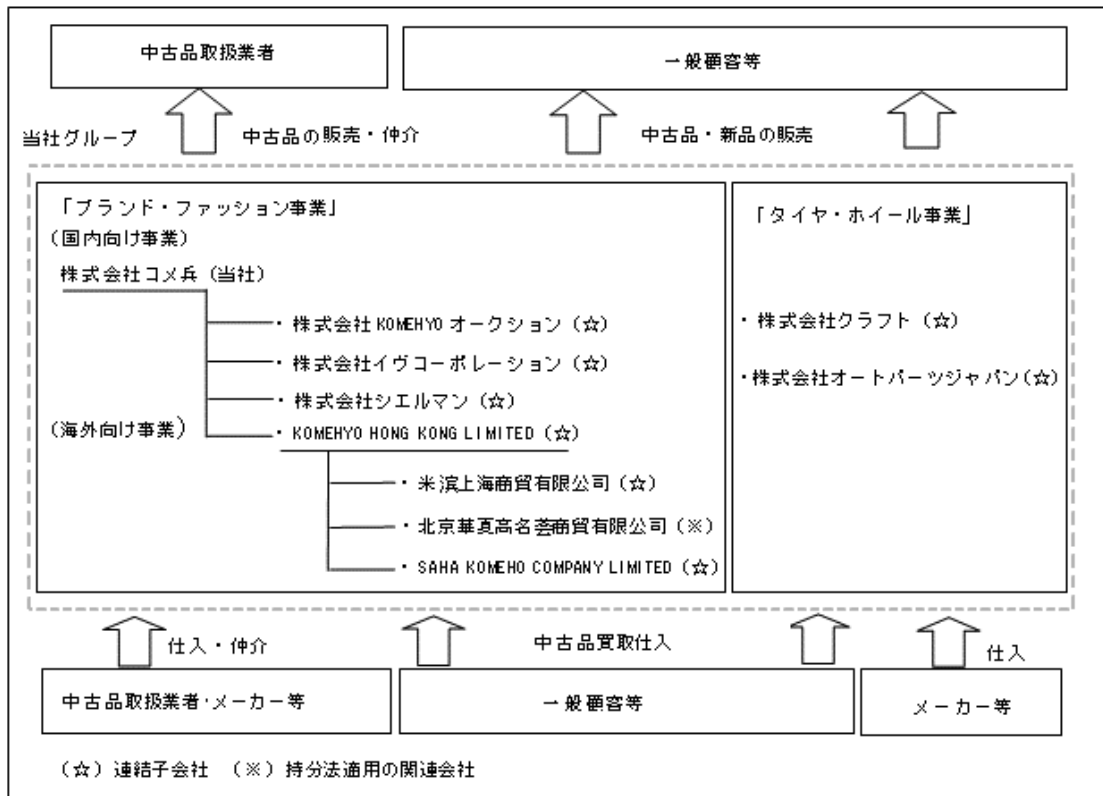 中古品取扱業者
一般顧客等
当社グループ
中古品の販売・仲介
中古品・新品の販売
「ブランド・ファッション事業」
(国内向け事業)
株式会社コメ兵(当社)
・株式会社KOMEHYOオークション(☆)
・株式会社イヴコーポレーション(☆)
・株式会社シエルマン(☆)
(海外向け事業)
・KOMEHYO HONG KONG LIMITED(☆)
・米濱上海商貿有限公司(☆)
・北京華夏高名荟商貿有限公司(※)
・SAHA KOMEHO COMPANY LIMITED(☆)
「タイヤ・ホイール事業」
・株式会社クラフト(☆)
・株式会社オートパーツジャパン(☆)
仕入・仲介
中古品買取仕入
仕入
中古品取扱業者・メーカー等
一般顧客等
メーカー等
(☆)連結子会社 (※)持分法適用の関連会社